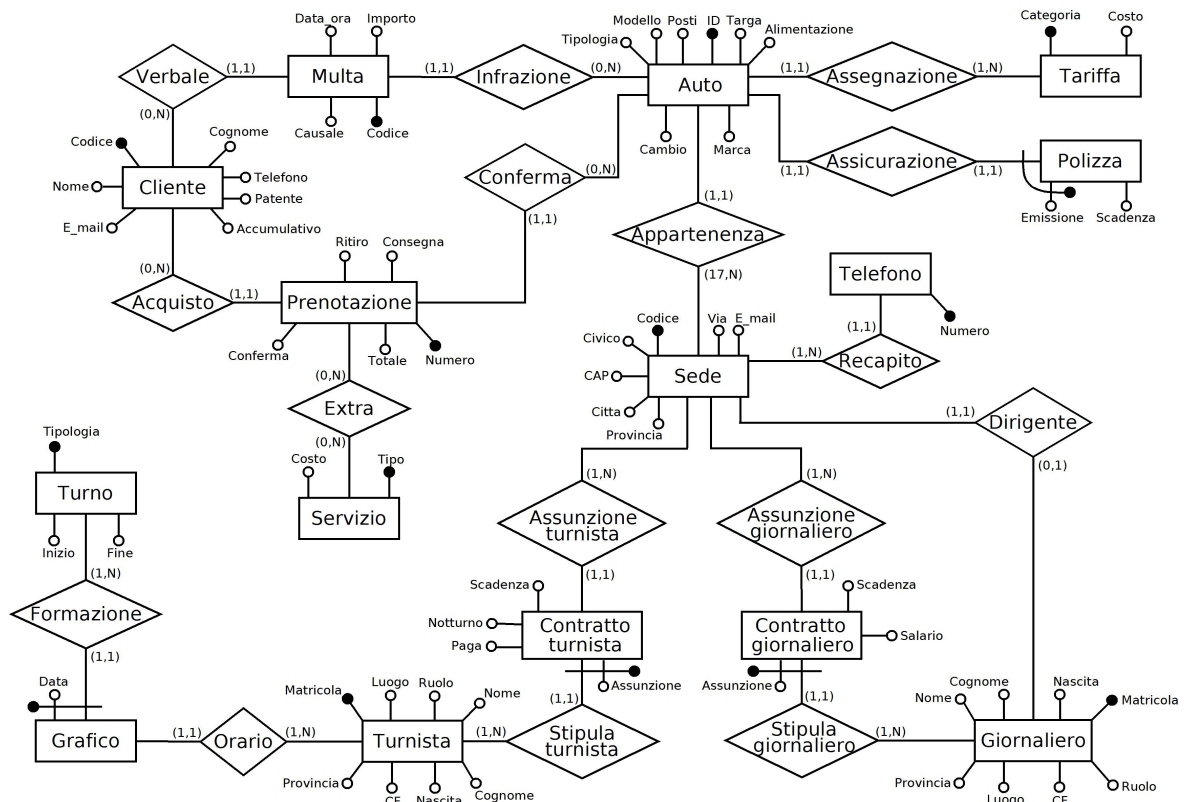 Data_ora Importo
Modello Posti ID Targa
Tipologia Alimentazione
Categoria Costo
Verbale (1,1) Multa (1,1) Infrazione (0,N) Auto (1,1) Assegnazione (1,N) Tariffa
(0,N) Causale Codice
Cambio Marca
Codice Cognome
Nome Cliente Telefono
Patente
E_mail Accumulativo
Conferma (0,N)
(1,1)
(1,1) Assicurazione (1,1) Polizza
Emissione Scadenza
(1,1)
Appartenenza
(17,N)
(0,N)
Acquisto (1,1) Prenotazione
Ritiro Consegna
Conferma Totale Numero
(0,N)
Extra
(0,N)
Costo Tipo
Servizio
Telefono
Numero
(1,1)
Recapito
(1,N)
Codice Via E_mail
Civico
CAP Sede
Citta
Provincia
(1,1) Dirigente
(0,1)
Tipologia
Turno
Inizio Fine
(1,N)
Formazione
(1,1)
Data
Grafico (1,1) Orario (1,N) Turnista (1,N) Stipula
turnista
(1,N)
Assunzione
turnista
(1,1)
Scadenza
Notturno
Paga
Contratto
turnista
Assunzione
(1,1)
(1,N)
Assunzione
giornaliero
(1,1)
Scadenza
Contratto
giornaliero
Salario
Assunzione
(1,1)
Stipula
giornaliero
(1,N)
Matricola Luogo Ruolo Nome
Provincia CF Nascita Cognome
Nome Cognome Nascita Matricola
Giornaliero
Provincia Luogo CF Ruolo